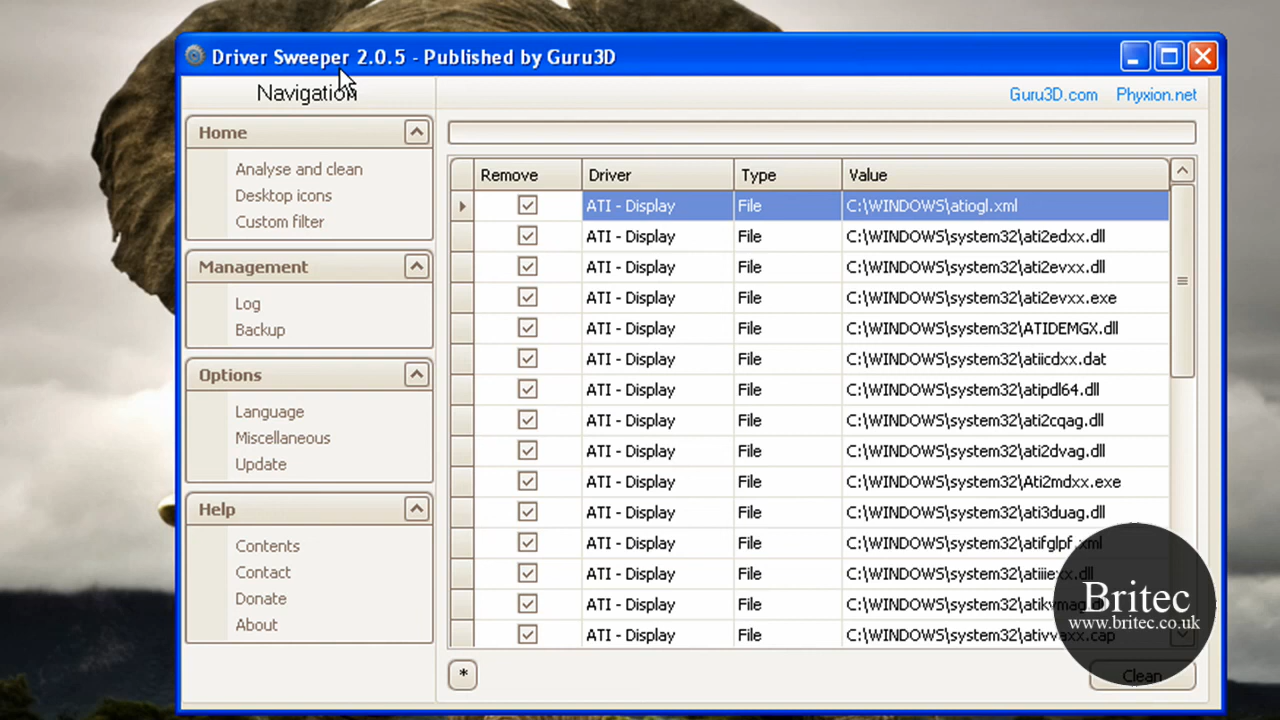 Driver Sweeper 2.0.5 - Published by Guru3D
Navigation
Guru3D.com Phyxion.net
Home
Analyse and clean
Desktop icons
Custom filter
Management
Log
Backup
Options
Language
Miscellaneous
Update
Help
Contents
Contact
Donate
About
Remove Driver Type Value
ATI - Display File C:\WINDOWS\atiogl.xml
ATI - Display File C:\WINDOWS\system32\ati2edxx.dll
ATI - Display File C:\WINDOWS\system32\ati2evxx.dll
ATI - Display File C:\WINDOWS\system32\ati2evxx.exe
ATI - Display File C:\WINDOWS\system32\ATIDEMGX.dll
ATI - Display File C:\WINDOWS\system32\atiicdxx.dat
ATI - Display File C:\WINDOWS\system32\atipdl64.dll
ATI - Display File C:\WINDOWS\system32\ati2cqag.dll
ATI - Display File C:\WINDOWS\system32\ati2dvag.dll
ATI - Display File C:\WINDOWS\system32\Ati2mdxx.exe
ATI - Display File C:\WINDOWS\system32\ati3duag.dll
ATI - Display File C:\WINDOWS\system32\atifglpf.xml
ATI - Display File C:\WINDOWS\system32\atiiiexx.dll
ATI - Display File C:\WINDOWS\system32\atikvmag.dll
ATI - Display File C:\WINDOWS\system32\ativvaxx.cap
* Clean
Britec
www.britec.co.uk